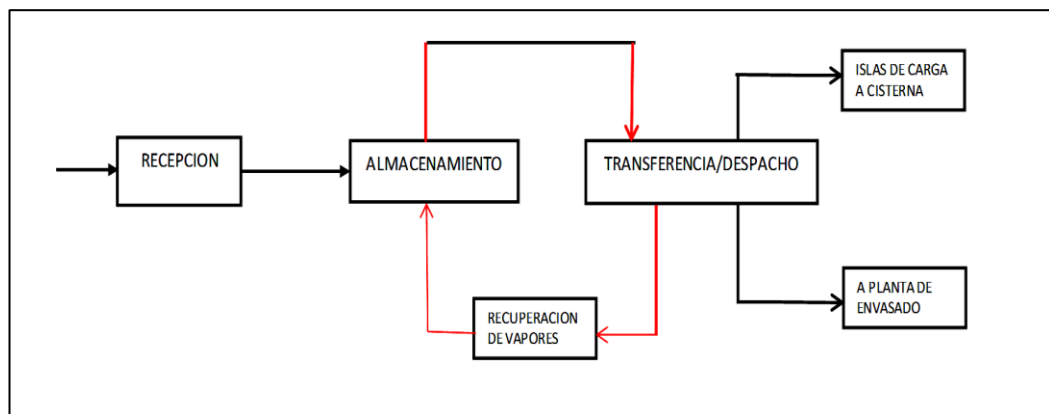 RECEPCION
ALMACENAMIENTO
TRANSFERENCIA/DESPACHO
ISLAS DE CARGA
A CISTERNA
RECUPERACION
DE VAPORES
A PLANTA DE
ENVASADO